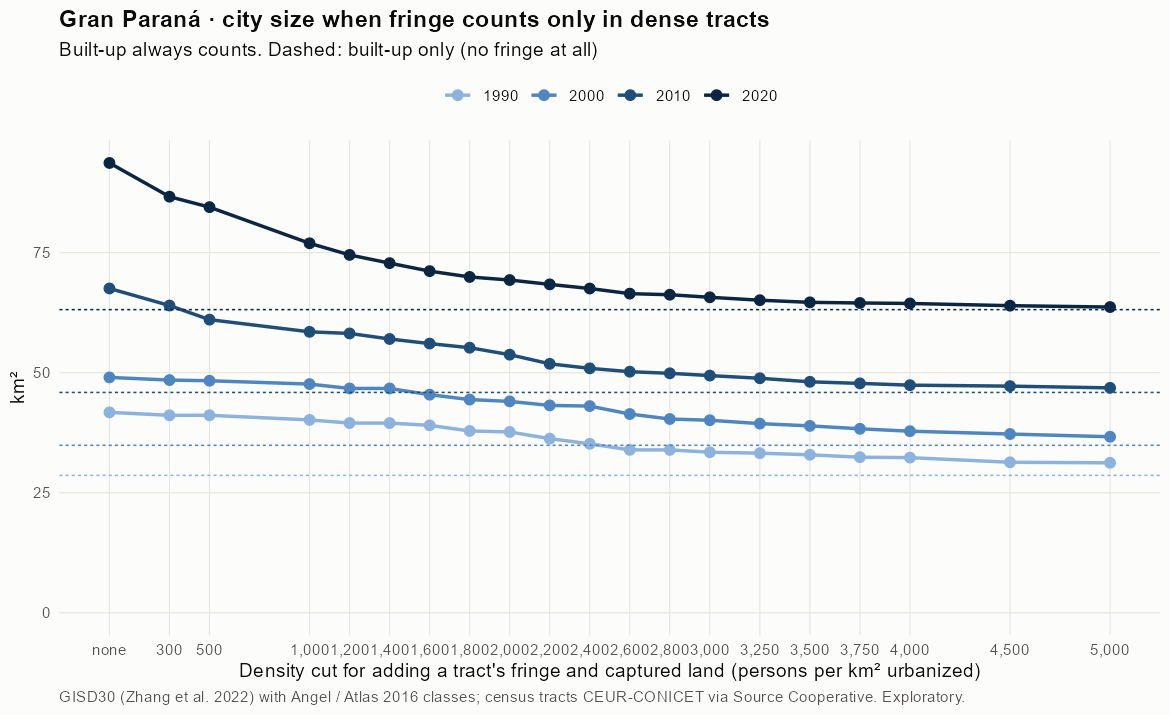 Gran Paraná · city size when fringe counts only in dense tracts
Built-up always counts. Dashed: built-up only (no fringe at all)
1990 2000 2010 2020
km²
75
50
25
0
none 300 500 1,000 1,200 1,400 1,600 1,800 2,000 2,200 2,400 2,600 2,800 3,000 3,250 3,500 3,750 4,000 4,500 5,000
Density cut for adding a tract's fringe and captured land (persons per km² urbanized)
GISD30 (Zhang et al. 2022) with Angel / Atlas 2016 classes; census tracts CEUR-CONICET via Source Cooperative. Exploratory.